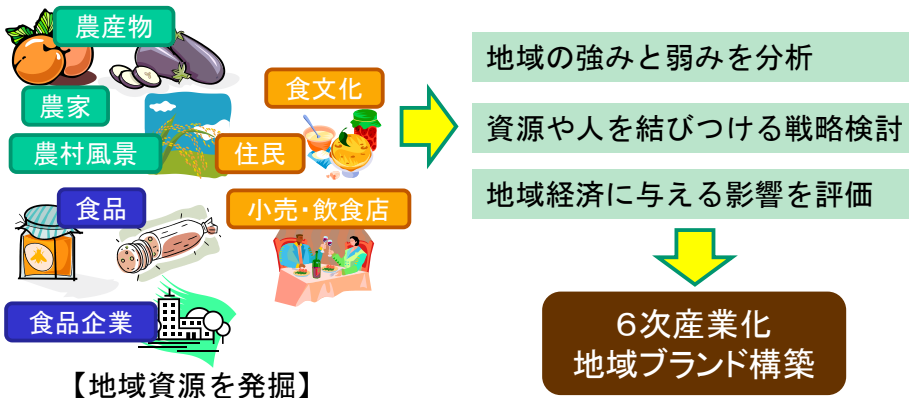 農産物
農家
農村風景
食文化
住民
食品
小売・飲食店
食品企業
【地域資源を発掘】
地域の強みと弱みを分析
資源や人を結びつける戦略検討
地域経済に与える影響を評価
６次産業化
地域ブランド構築